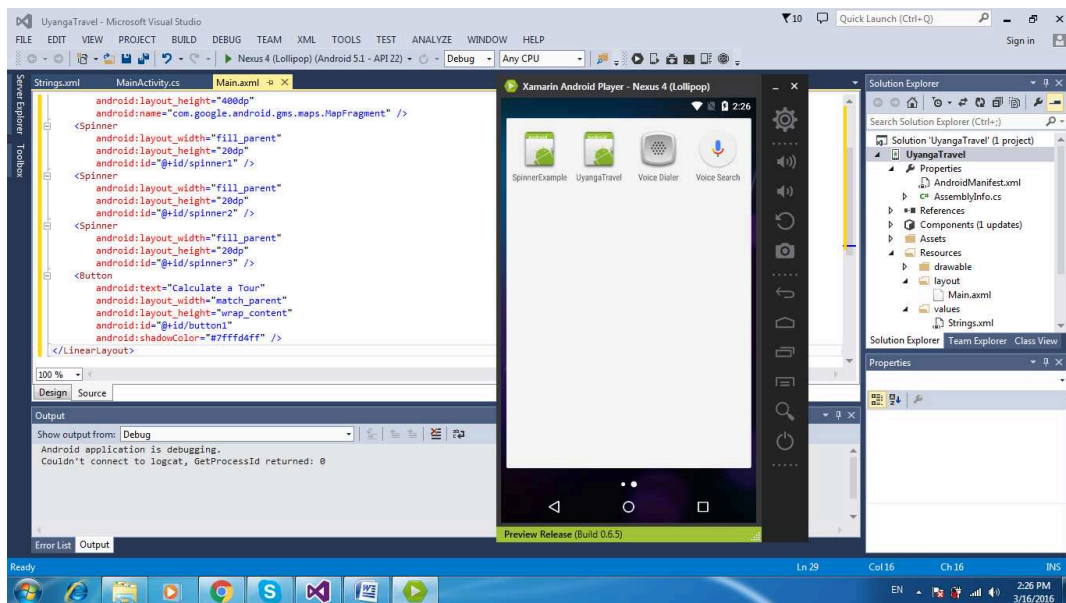 UyangaTravel - Microsoft Visual Studio
10
Quick Launch (Ctrl+Q)
FILE EDIT VIEW PROJECT BUILD DEBUG TEAM XML TOOLS TEST ANALYZE WINDOW HELP
Sign in
Nexus 4 (Lollipop) (Android 5.1 - API 22)
Debug
Any CPU
Server Explorer
Toolbox
Strings.xml MainActivity.cs Main.axml
android:layout_height="400dp"
android:name="com.google.android.gms.maps.MapFragment" />
<Spinner
android:layout_width="fill_parent"
android:layout_height="20dp"
android:id="@+id/spinner1" />
<Spinner
android:layout_width="fill_parent"
android:layout_height="20dp"
android:id="@+id/spinner2" />
<Spinner
android:layout_width="fill_parent"
android:layout_height="20dp"
android:id="@+id/spinner3" />
<Button
android:text="Calculate a Tour"
android:layout_width="match_parent"
android:layout_height="wrap_content"
android:id="@+id/button1"
android:shadowColor="#7fffd4ff" />
</LinearLayout>
100 %
Design Source
Output
Show output from: Debug
Android application is debugging.
Couldn't connect to logcat, GetProcessId returned: 0
Error List Output
Xamarin Android Player - Nexus 4 (Lollipop)
2:26
SpinnerExample UyangaTravel Voice Dialer Voice Search
Preview Release (Build 0.6.5)
Solution Explorer
Search Solution Explorer (Ctrl+;)
Solution 'UyangaTravel' (1 project)
UyangaTravel
Properties
AndroidManifest.xml
C# AssemblyInfo.cs
References
Components (1 updates)
Assets
Resources
drawable
layout
Main.axml
values
Strings.xml
Solution Explorer Team Explorer Class View
Properties
Ready
Ln 29 Col 16 Ch 16 INS
EN
2:26 PM
3/16/2016